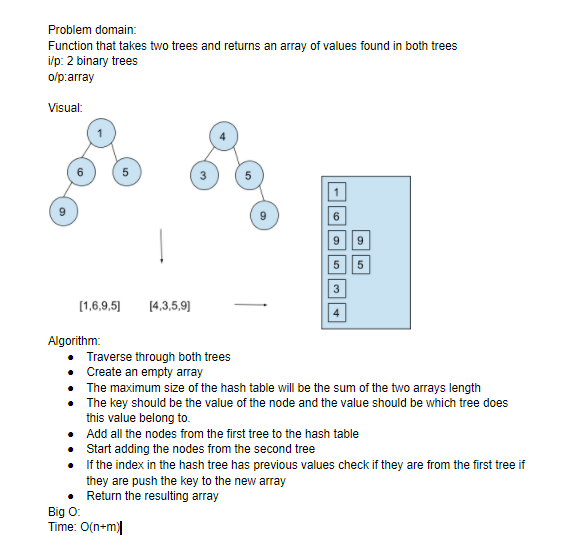 Problem domain:
Function that takes two trees and returns an array of values found in both trees
i/p: 2 binary trees
o/p:array
Visual:
1
4
6
5
3
5
9
9
1
6
9 9
5 5
3
4
[1,6,9,5] [4,3,5,9]
Algorithm:
● Traverse through both trees
● Create an empty array
● The maximum size of the hash table will be the sum of the two arrays length
● The key should be the value of the node and the value should be which tree does
this value belong to.
● Add all the nodes from the first tree to the hash table
● Start adding the nodes from the second tree
● If the index in the hash tree has previous values check if they are from the first tree if
they are push the key to the new array
● Return the resulting array
Big O:
Time: O(n+m)